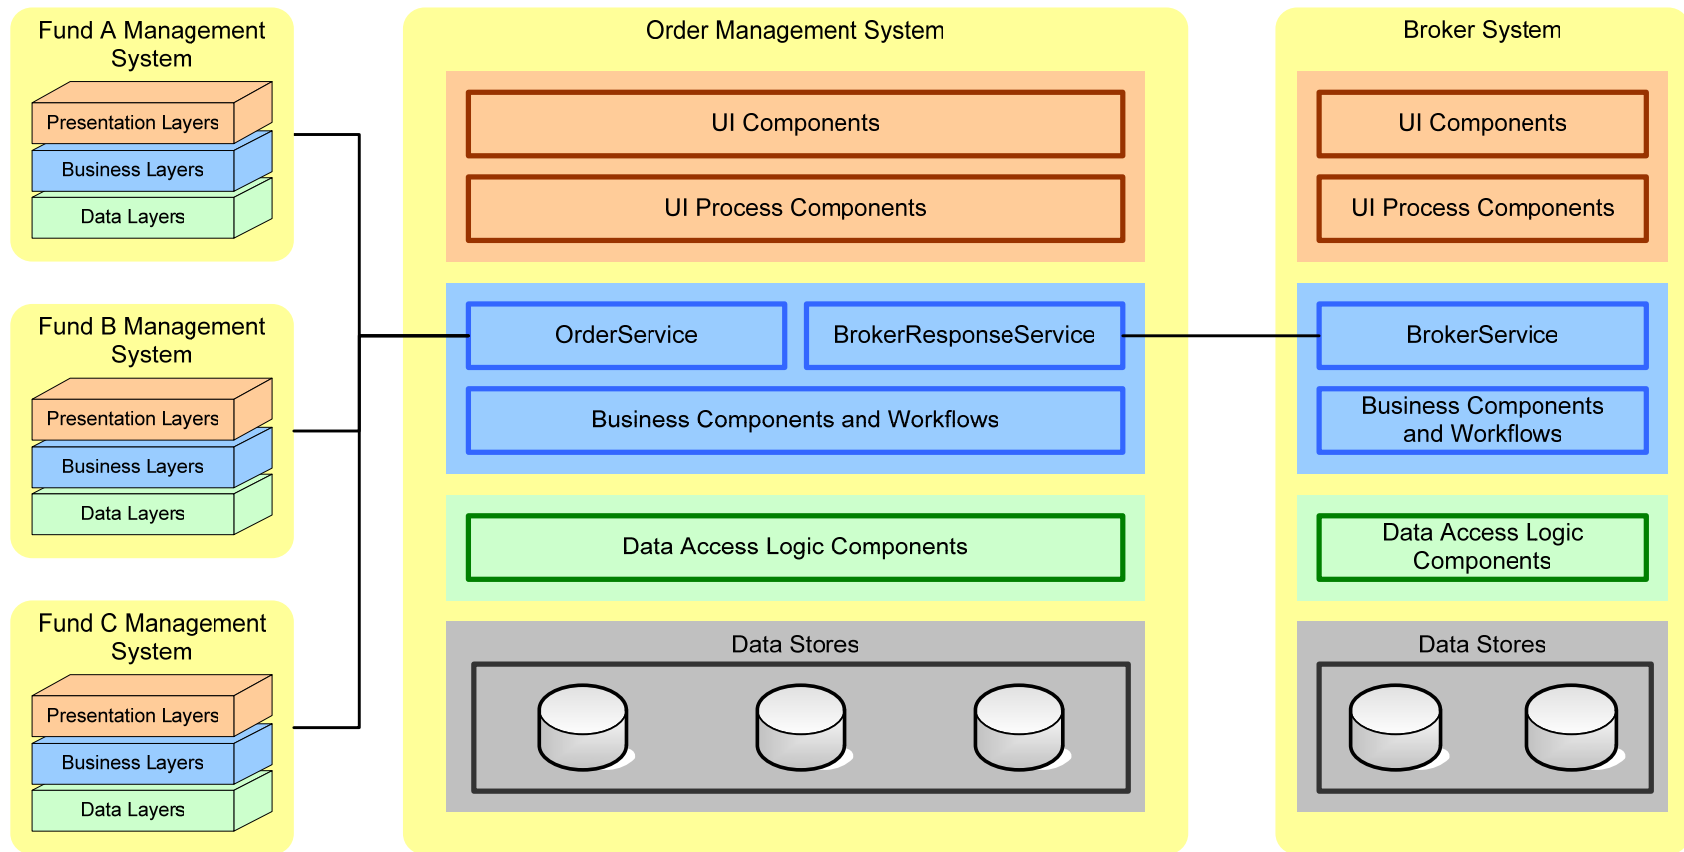 Fund A Management
System
Presentation Layers
Business Layers
Data Layers
Fund B Management
System
Presentation Layers
Business Layers
Data Layers
Fund C Management
System
Presentation Layers
Business Layers
Data Layers
Order Management System
UI Components
UI Process Components
OrderService
BrokerResponseService
Business Components and Workflows
Data Access Logic Components
Data Stores
Broker System
UI Components
UI Process Components
BrokerService
Business Components
and Workflows
Data Access Logic
Components
Data Stores